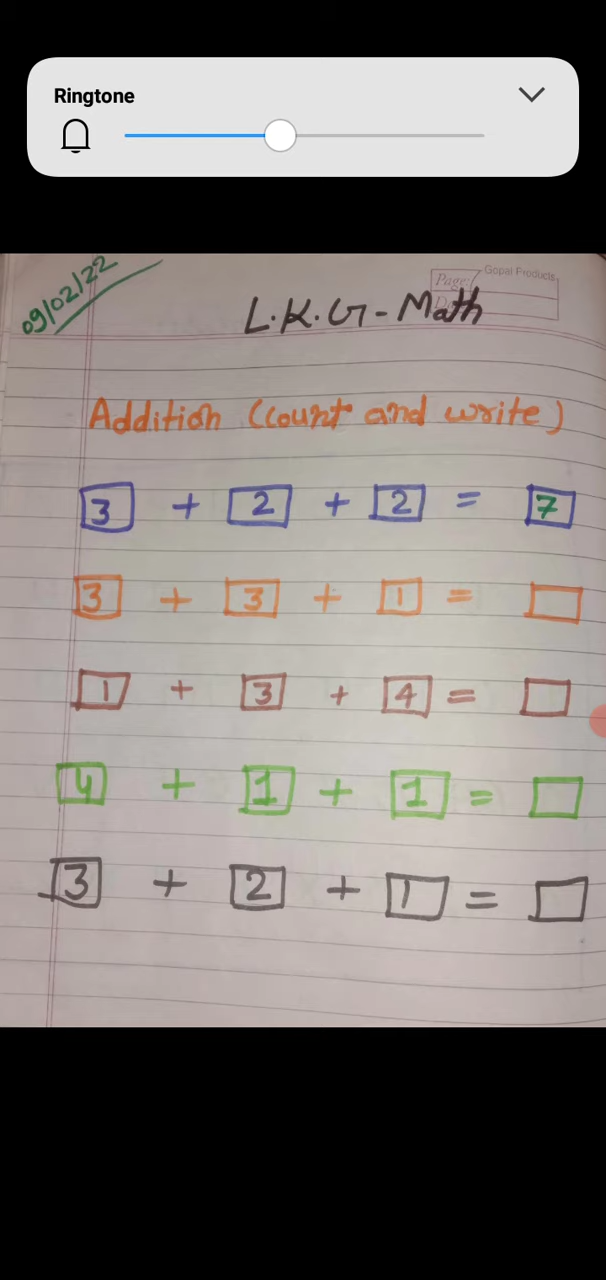 Ringtone
09/02/22
Gopal Products
Page:
L.K.G-Math
Addition (count and write)
3 + 2 + 2 = 7
3 + 3 + 1 =
1 + 3 + 4 =
4 + 1 + 1 =
3 + 2 + 1 =